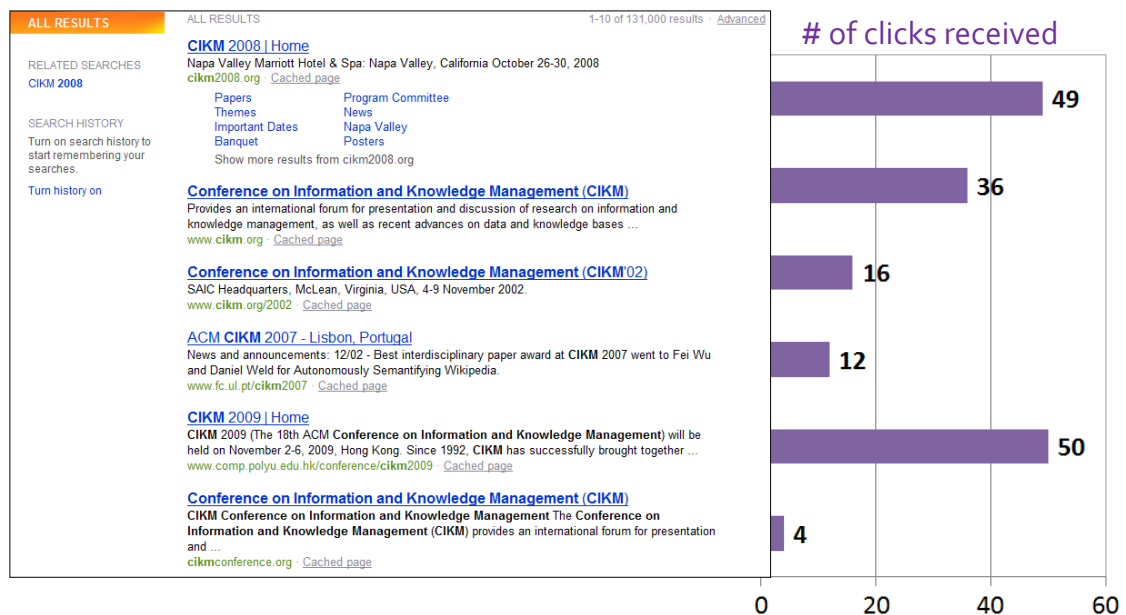 ALL RESULTS
RELATED SEARCHES
CIKM 2008
SEARCH HISTORY
Turn on search history to
start remembering your
searches.
Turn history on
ALL RESULTS
1-10 of 131,000 results · Advanced
CIKM 2008 | Home
Napa Valley Marriott Hotel & Spa: Napa Valley, California October 26-30, 2008
cikm2008.org · Cached page
Papers Program Committee
Themes News
Important Dates Napa Valley
Banquet Posters
Show more results from cikm2008.org
Conference on Information and Knowledge Management (CIKM)
Provides an international forum for presentation and discussion of research on information and
knowledge management, as well as recent advances on data and knowledge bases ...
www.cikm.org · Cached page
Conference on Information and Knowledge Management (CIKM'02)
SAIC Headquarters, McLean, Virginia, USA, 4-9 November 2002.
www.cikm.org/2002 · Cached page
ACM CIKM 2007 - Lisbon, Portugal
News and announcements: 12/02 - Best interdisciplinary paper award at CIKM 2007 went to Fei Wu
and Daniel Weld for Autonomously Semantifying Wikipedia.
www.fc.ul.pt/cikm2007 · Cached page
CIKM 2009 | Home
CIKM 2009 (The 18th ACM Conference on Information and Knowledge Management) will be
held on November 2-6, 2009, Hong Kong. Since 1992, CIKM has successfully brought together ...
www.comp.polyu.edu.hk/conference/cikm2009 · Cached page
Conference on Information and Knowledge Management (CIKM)
CIKM Conference on Information and Knowledge Management The Conference on
Information and Knowledge Management (CIKM) provides an international forum for presentation
and ...
cikmconference.org · Cached page
# of clicks received
49
36
16
12
50
4
0 20 40 60